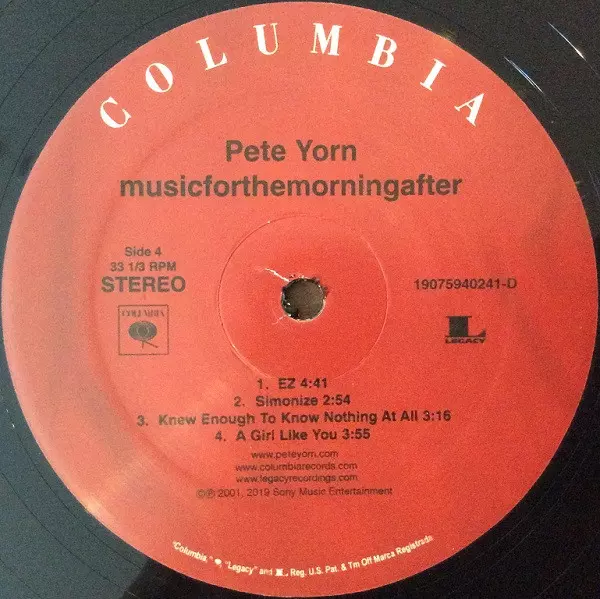 COLUMBIA
Pete Yorn
musicforthemorningafter
Side 4
33 1/3 RPM
STEREO
19075940241-D
COLUMBIA
L
LEGACY
1. EZ 4:41
2. Simonize 2:54
3. Knew Enough To Know Nothing At All 3:16
4. A Girl Like You 3:55
www.peteyorn.com
www.columbiarecords.com
www.legacyrecordings.com
©℗ 2001, 2019 Sony Music Entertainment
"Columbia," "Legacy" and L Reg. U.S. Pat. & Tm Off Marca Registrada